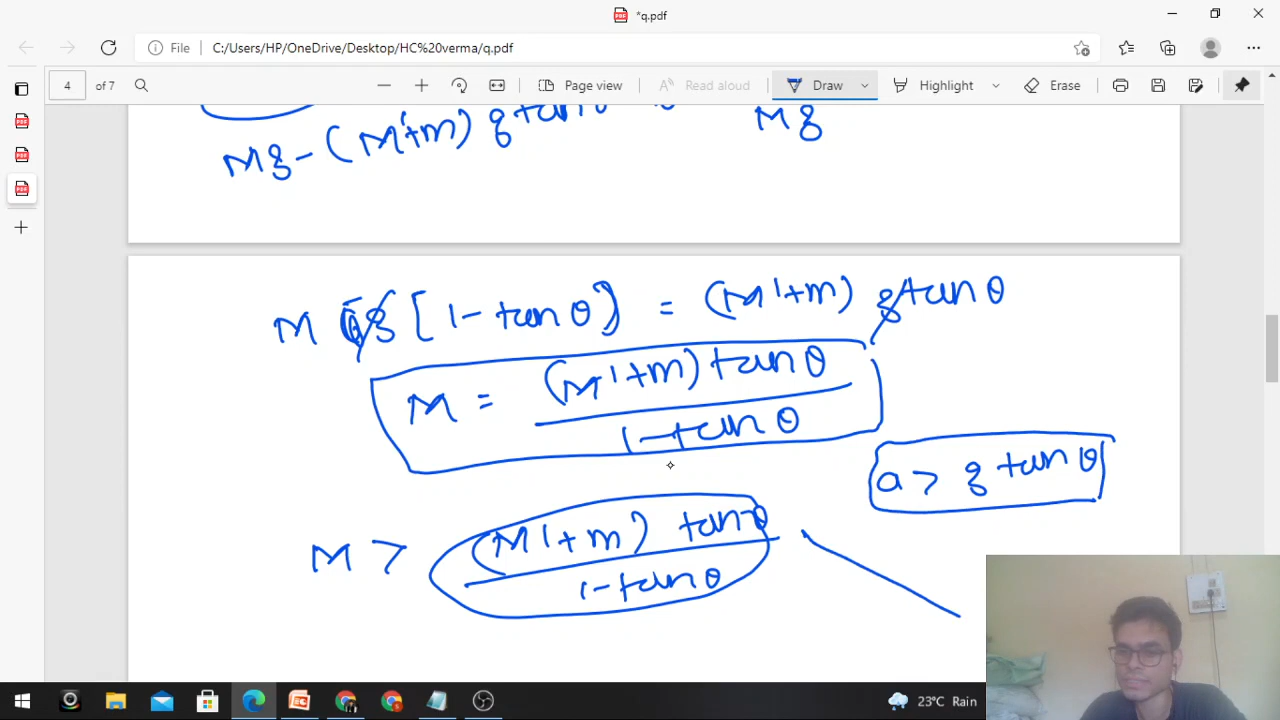 *q.pdf
File C:/Users/HP/OneDrive/Desktop/HC%20verma/q.pdf
4 of 7 Page view Read aloud Draw Highlight Erase
Mg - (M'+m) g tan
Mg
M g [1 - tan θ] = (M'+m) g tan θ
M = (M'+m) tan θ / 1 - tan θ
a > g tan θ
M > (M'+m) tan θ / 1 - tan θ
23°C Rain